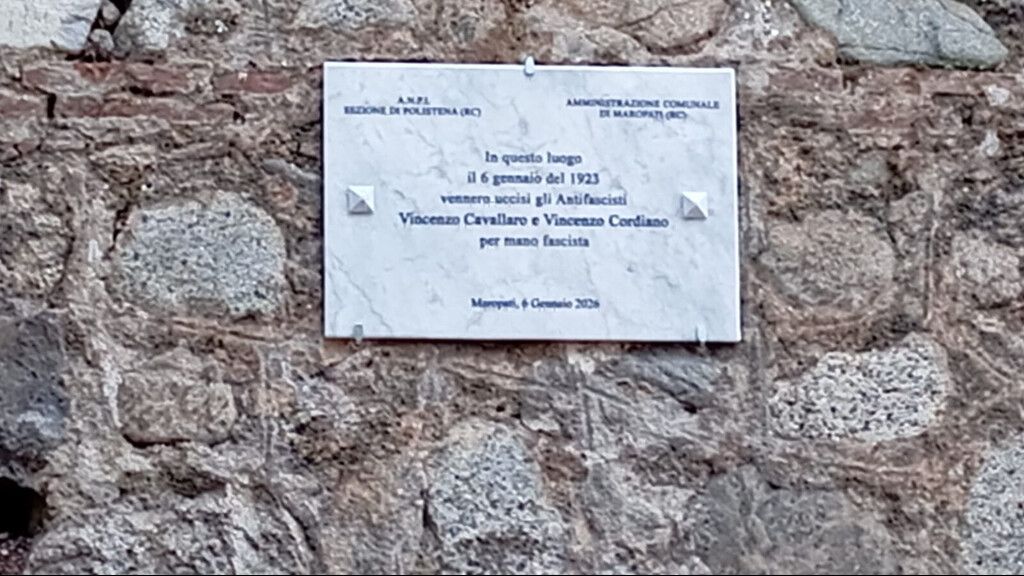 A.N.P.I.
SEZIONE DI POLISTENA (RC)
AMMINISTRAZIONE COMUNALE
DI MAROPATI (RC)
In questo luogo
il 6 gennaio del 1923
vennero uccisi gli Antifascisti
Vincenzo Cavallaro e Vincenzo Cordiano
per mano fascista
Maropati, 6 Gennaio 2026